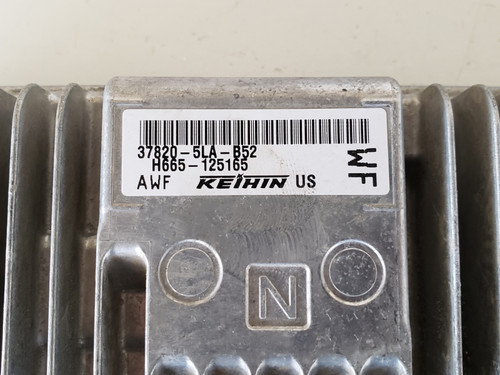 37820-5LA-B52
H665-125165
AWF KEIHIN US
WF
N